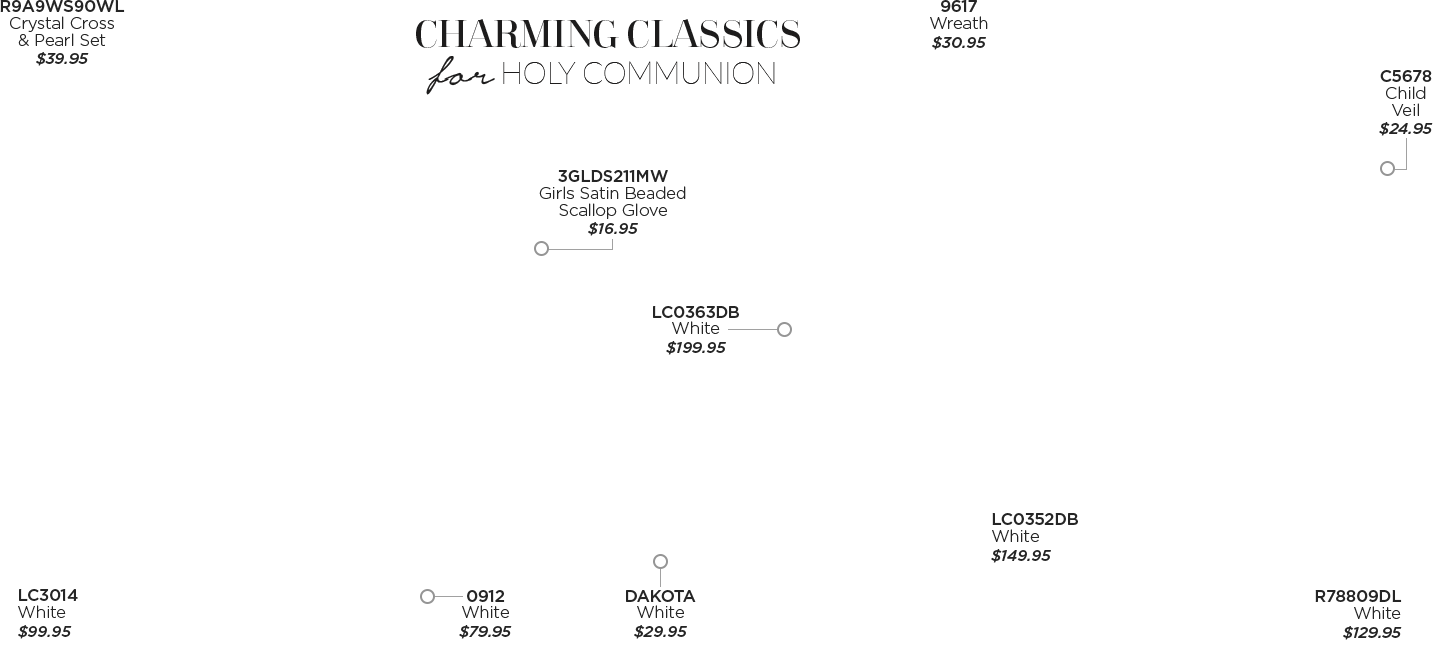 R9A9WS90WL
Crystal Cross
& Pearl Set
$39.95
CHARMING CLASSICS
for HOLY COMMUNION
9617
Wreath
$30.95
C5678
Child
Veil
$24.95
3GLDS211MW
Girls Satin Beaded
Scallop Glove
$16.95
LC0363DB
White
$199.95
LC0352DB
White
$149.95
LC3014
White
$99.95
0912
White
$79.95
DAKOTA
White
$29.95
R78809DL
White
$129.95